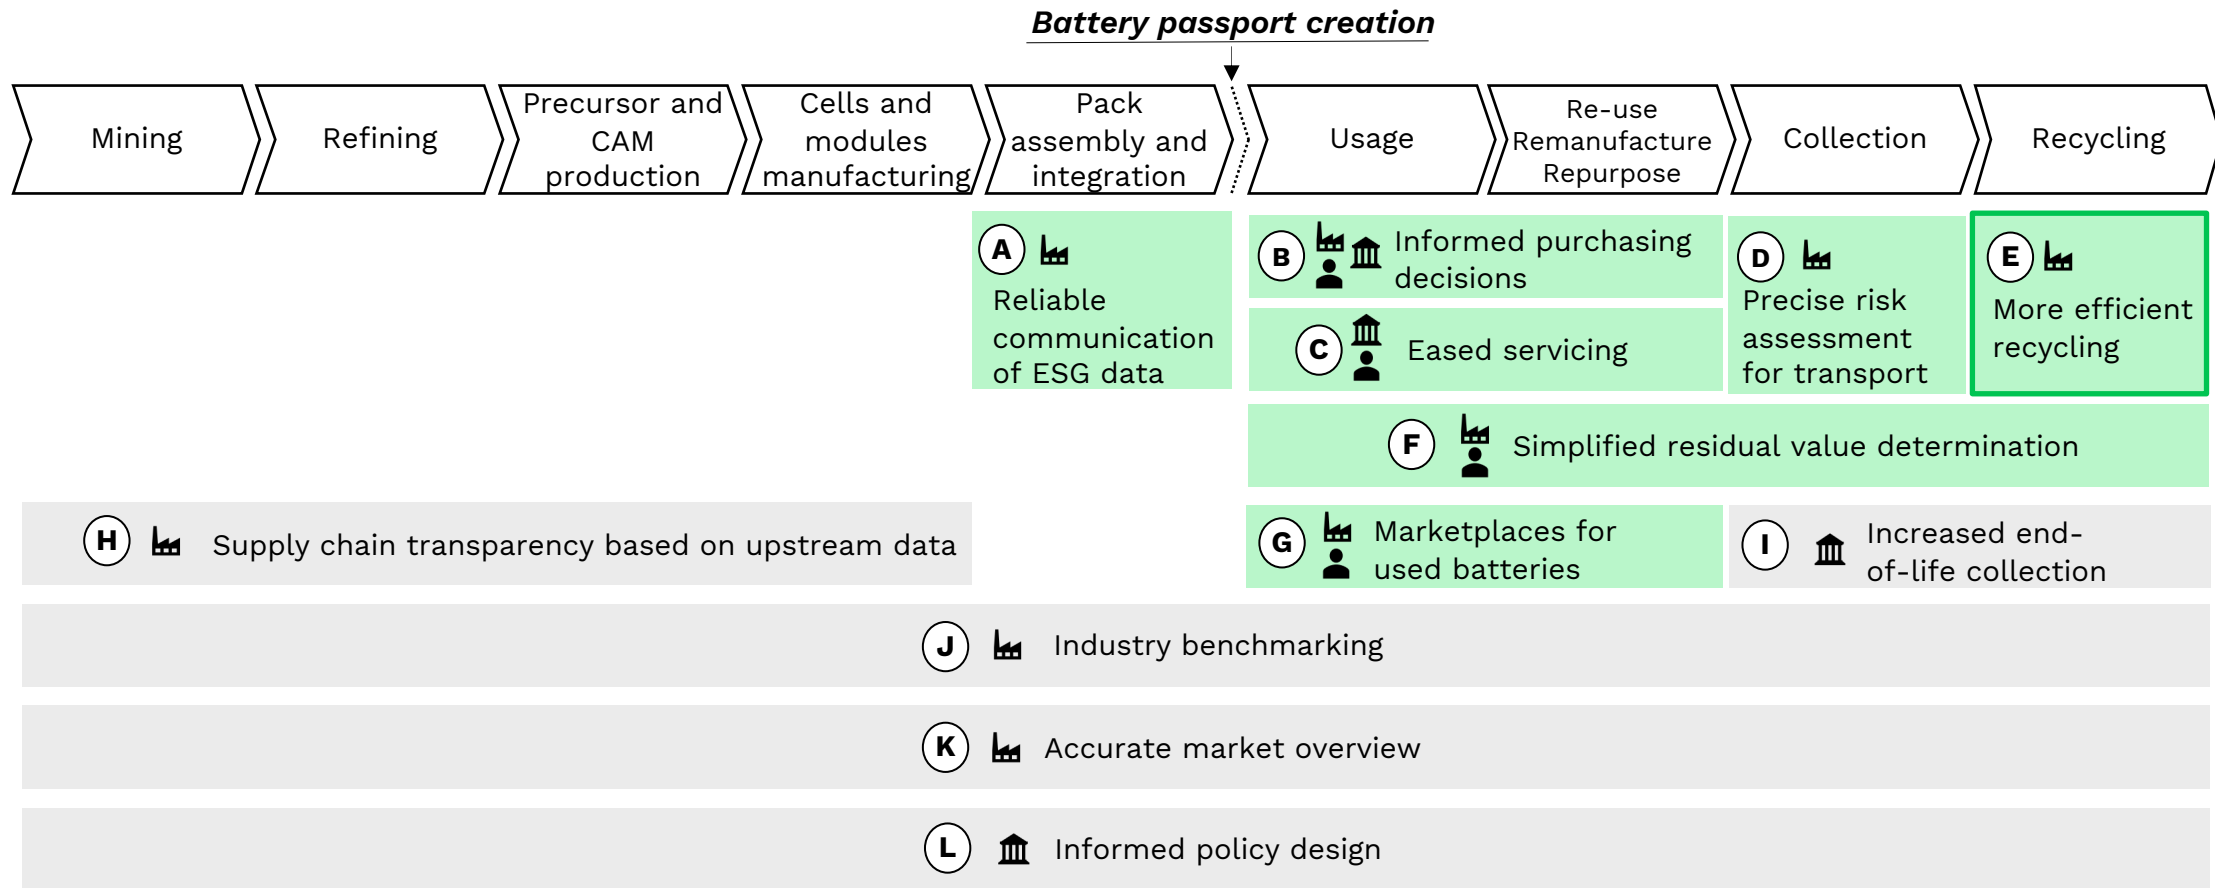 Battery passport creation
Mining
Refining
Precursor and
CAM
production
Cells and
modules
manufacturing
Pack
assembly and
integration
Usage
Re-use
Remanufacture
Repurpose
Collection
Recycling
A
Reliable
communication
of ESG data
B
Informed purchasing
decisions
C
Eased servicing
D
Precise risk
assessment
for transport
E
More efficient
recycling
F
Simplified residual value determination
H
Supply chain transparency based on upstream data
G
Marketplaces for
used batteries
I
Increased end-
of-life collection
J
Industry benchmarking
K
Accurate market overview
L
Informed policy design